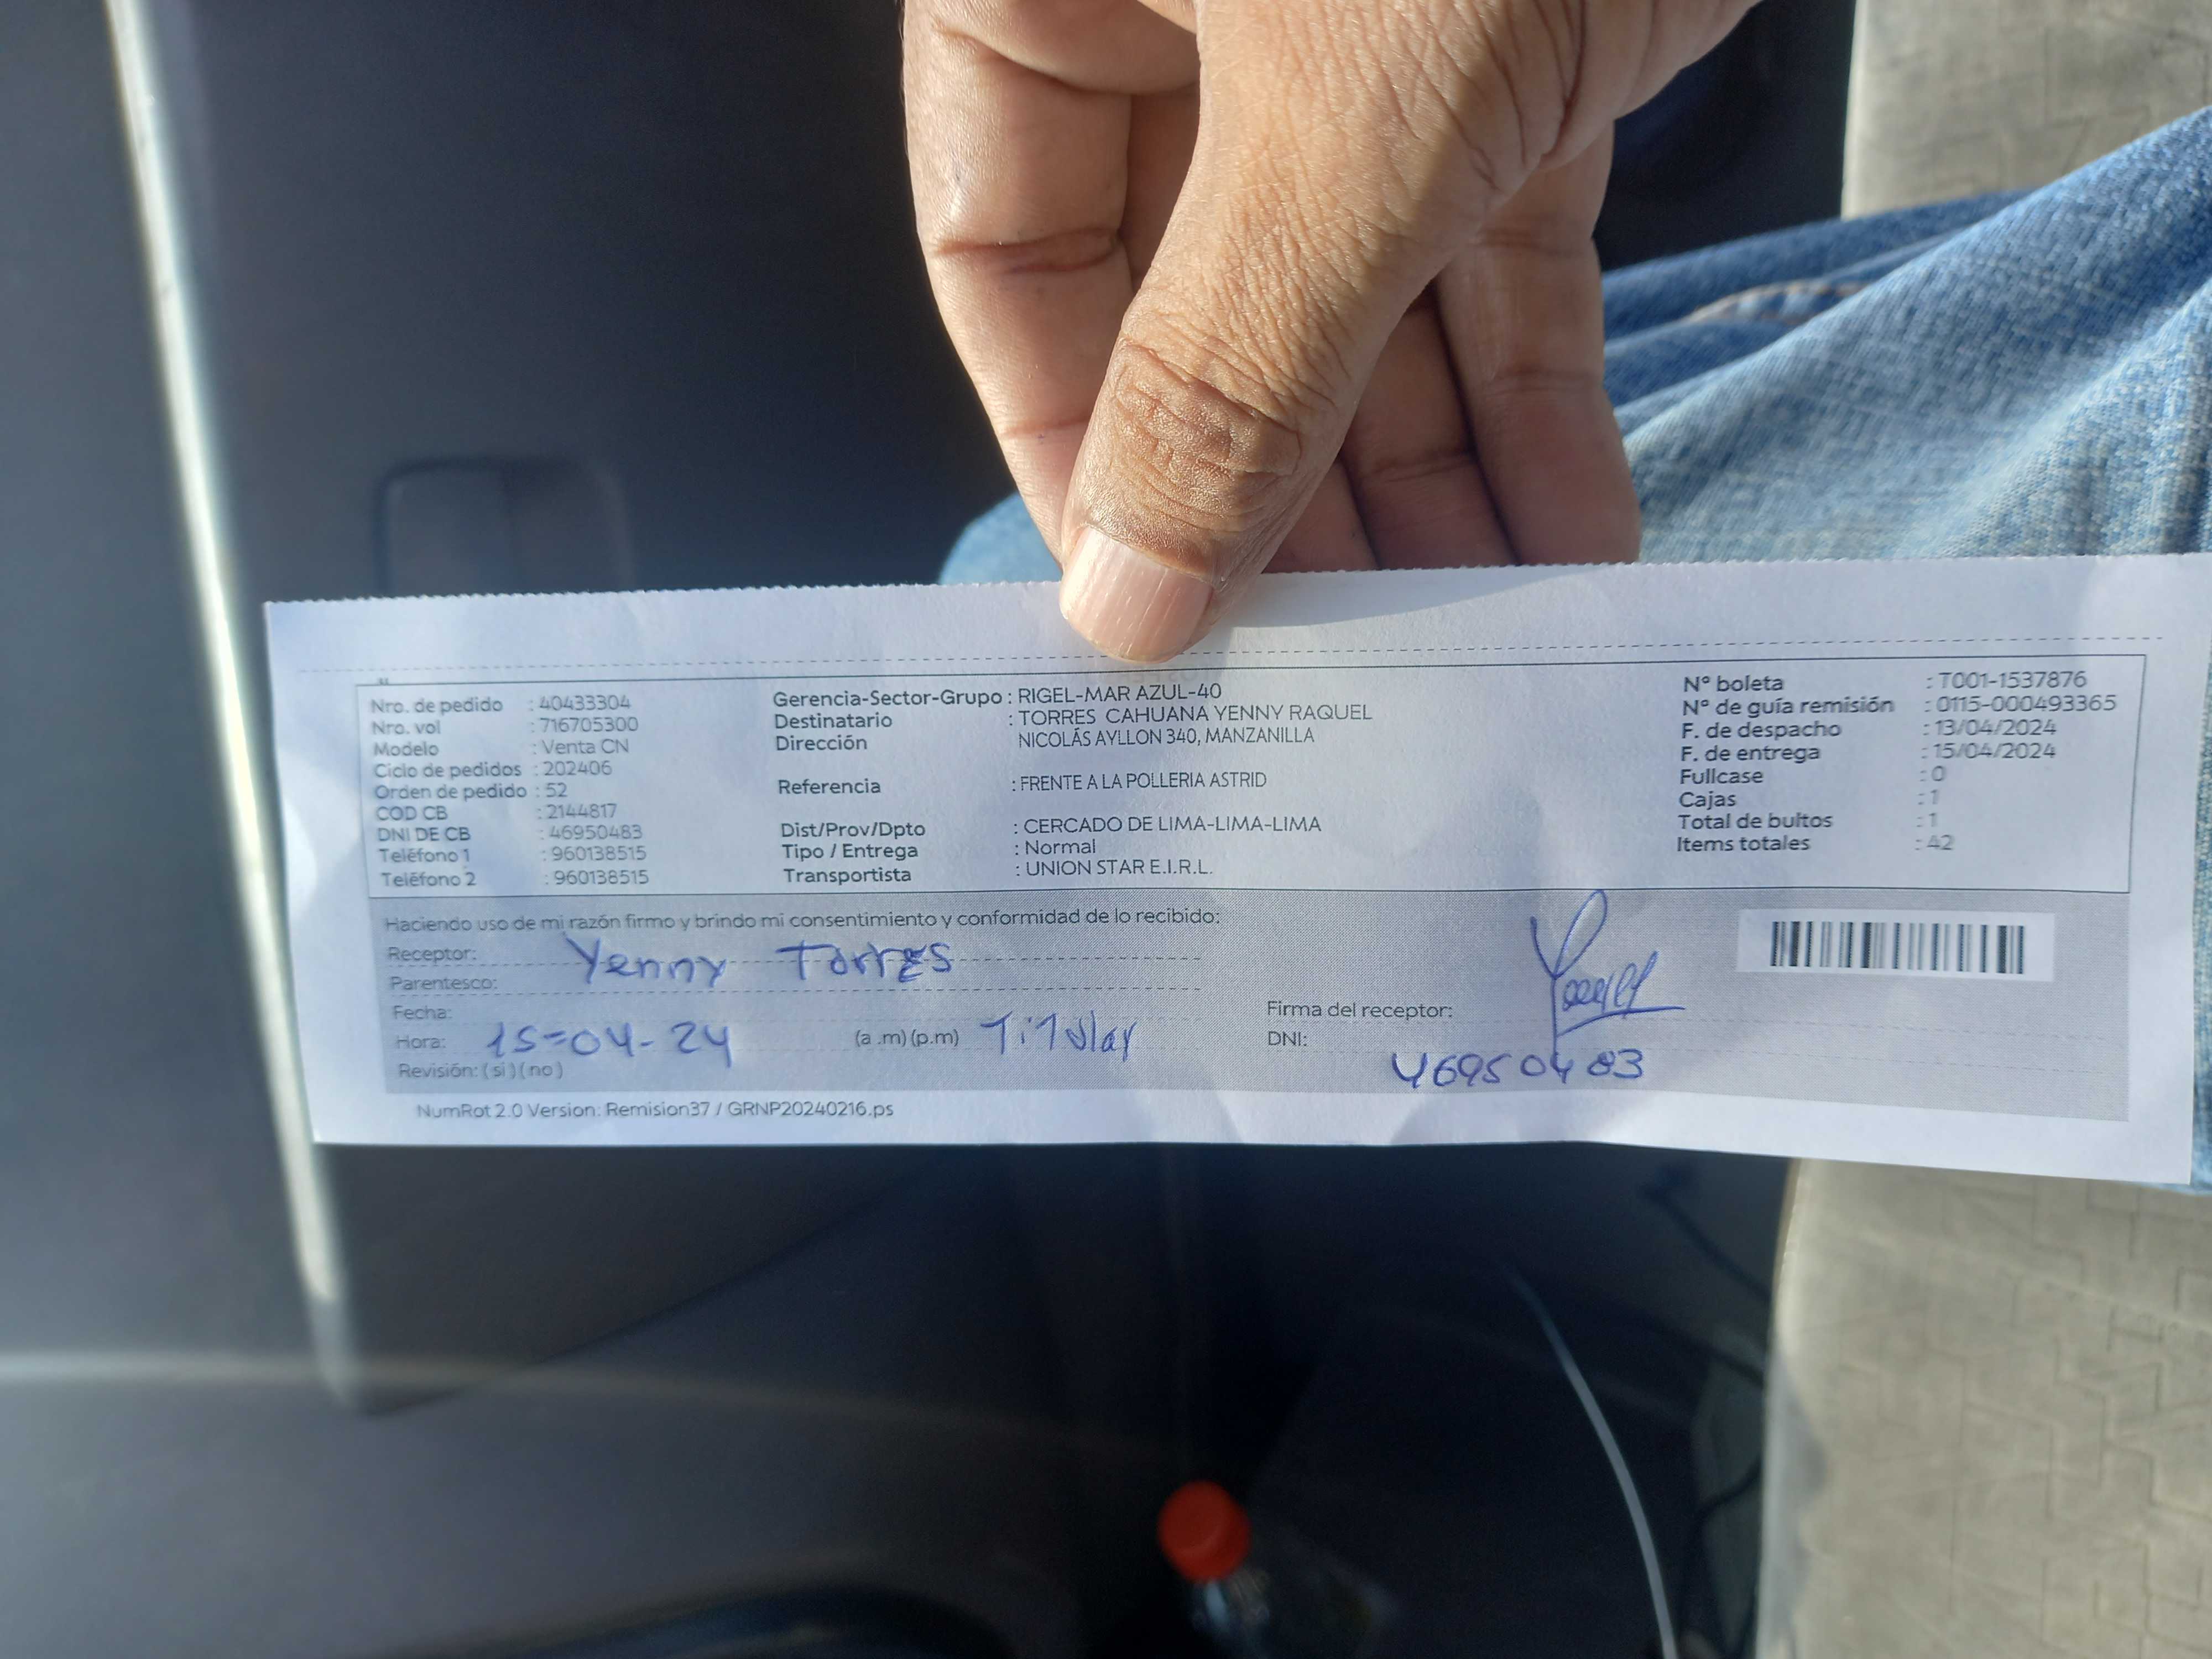 Nro. de pedido : 40433304
Nro. vol : 716705300
Modelo : Venta CN
Ciclo de pedidos : 202406
Orden de pedido : 52
COD CB : 2144817
DNI DE CB : 46950483
Teléfono 1 : 960138515
Teléfono 2 : 960138515
Gerencia-Sector-Grupo : RIGEL-MAR AZUL-40
Destinatario : TORRES CAHUANA YENNY RAQUEL
Dirección NICOLÁS AYLLON 340, MANZANILLA
Referencia : FRENTE A LA POLLERIA ASTRID
Dist/Prov/Dpto : CERCADO DE LIMA-LIMA-LIMA
Tipo / Entrega : Normal
Transportista : UNION STAR E.I.R.L.
N° boleta : T001-1537876
N° de guía remisión : 0115-000493365
F. de despacho : 13/04/2024
F. de entrega : 15/04/2024
Fullcase : 0
Cajas : 1
Total de bultos : 1
Items totales : 42
Haciendo uso de mi razón firmo y brindo mi consentimiento y conformidad de lo recibido:
Receptor: Yenny Torres
Parentesco:
Fecha:
Hora: 15-04-24 (a .m) (p.m) Titular
Revisión: ( si ) ( no )
Firma del receptor:
DNI: 46950483
NumRot 2.0 Version: Remision37 / GRNP20240216.ps